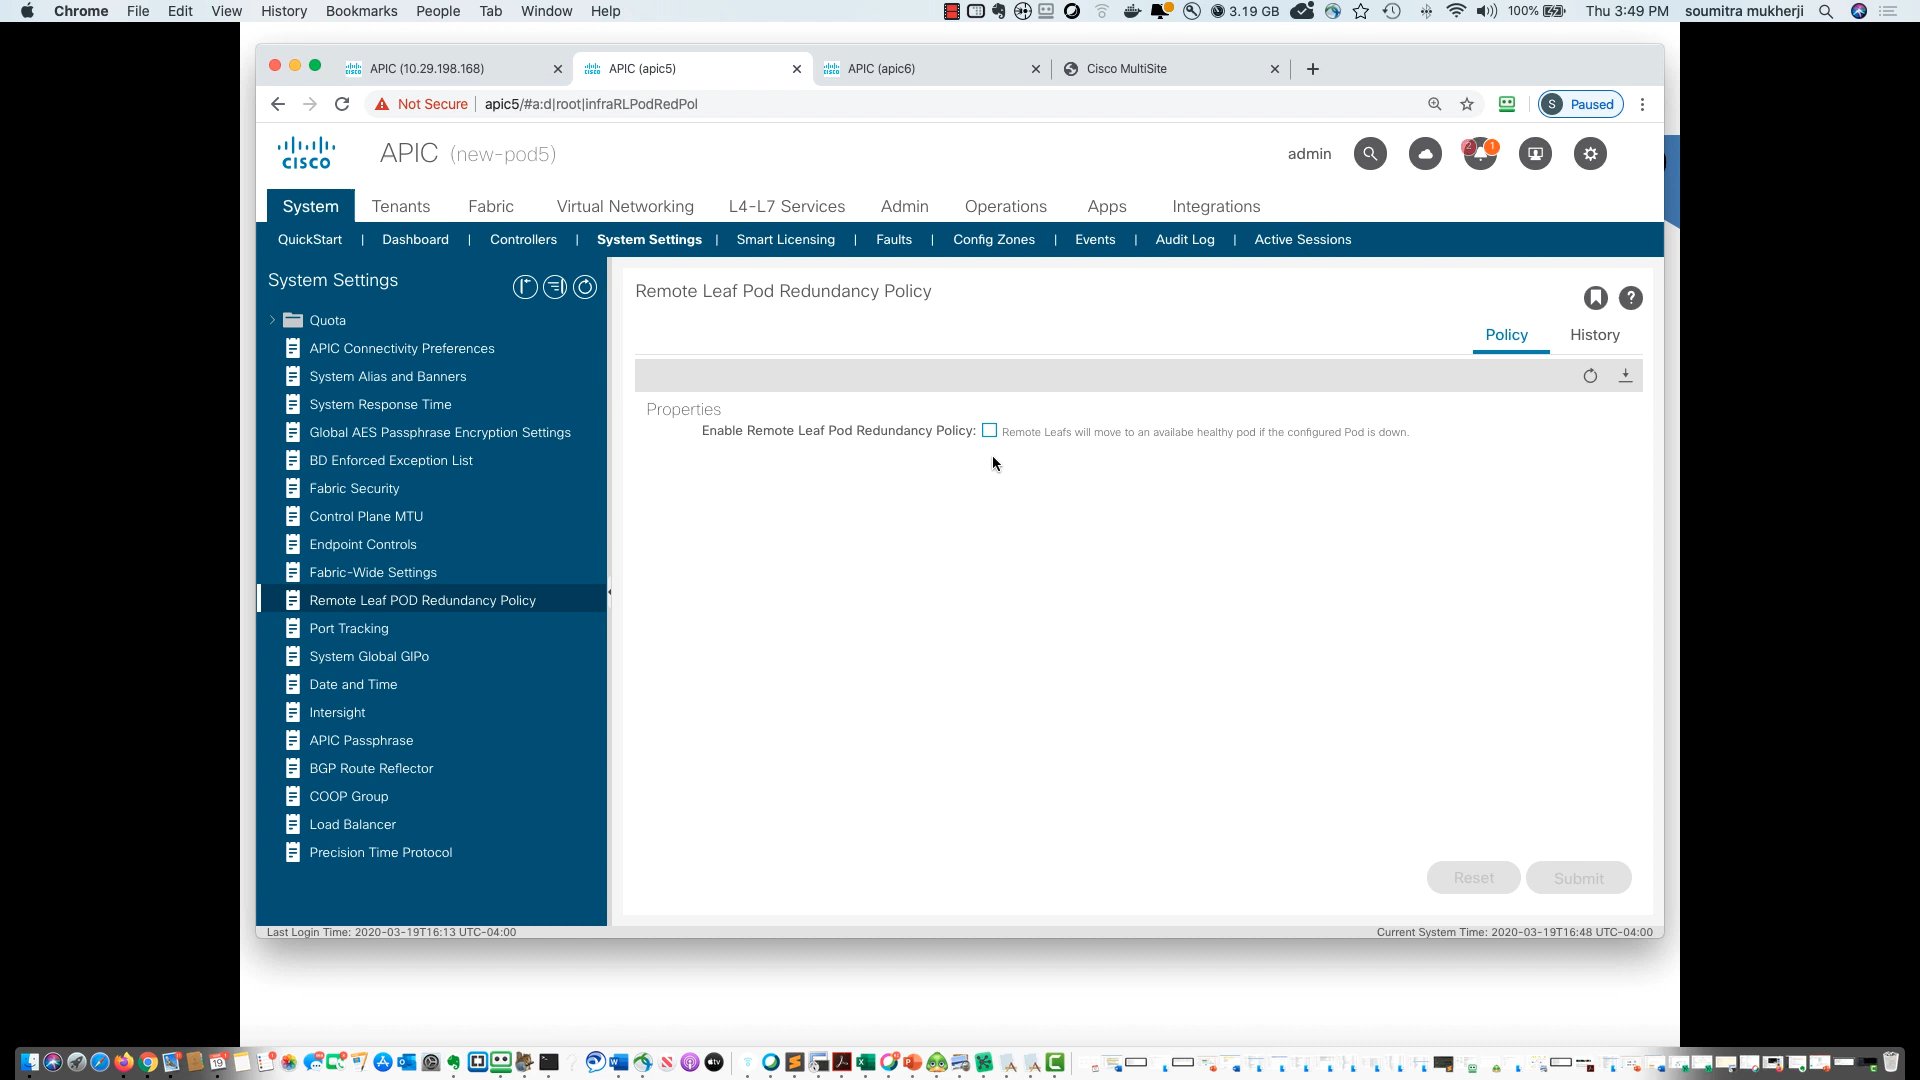 Chrome File Edit View History Bookmarks People Tab Window Help 3.19 GB 100% Thu 3:49 PM soumitra mukherji
APIC (10.29.198.168) APIC (apic5) APIC (apic6) Cisco MultiSite
Not Secure apic5/#a:d|root|infraRLPodRedPol S Paused
CISCO APIC (new-pod5) admin 2 1
System Tenants Fabric Virtual Networking L4-L7 Services Admin Operations Apps Integrations
QuickStart | Dashboard | Controllers | System Settings | Smart Licensing | Faults | Config Zones | Events | Audit Log | Active Sessions
System Settings
Quota
APIC Connectivity Preferences
System Alias and Banners
System Response Time
Global AES Passphrase Encryption Settings
BD Enforced Exception List
Fabric Security
Control Plane MTU
Endpoint Controls
Fabric-Wide Settings
Remote Leaf POD Redundancy Policy
Port Tracking
System Global GIPo
Date and Time
Intersight
APIC Passphrase
BGP Route Reflector
COOP Group
Load Balancer
Precision Time Protocol
Remote Leaf Pod Redundancy Policy
Policy History
Properties
Enable Remote Leaf Pod Redundancy Policy: Remote Leafs will move to an availabe healthy pod if the configured Pod is down.
Reset Submit
Last Login Time: 2020-03-19T16:13 UTC-04:00 Current System Time: 2020-03-19T16:48 UTC-04:00